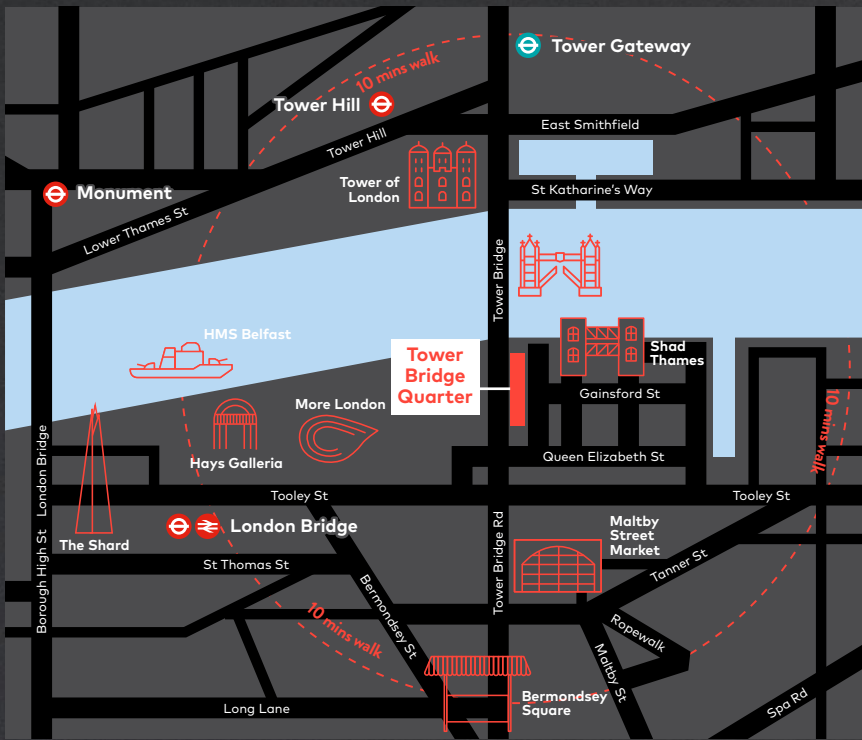 Tower Gateway
10 mins walk
Tower Hill
East Smithfield
Tower Hill
Tower of
London
St Katharine's Way
Monument
Lower Thames St
Tower Bridge
HMS Belfast
Tower
Bridge
Quarter
Shad
Thames
Gainsford St
More London
10 mins walk
Hays Galleria
Queen Elizabeth St
London Bridge
Tooley St
Tooley St
London Bridge
The Shard
Maltby
Street
Market
St Thomas St
Tanner St
Borough High St
Tower Bridge Rd
Bermondsey St
10 mins walk
Ropewalk
Maltby St
Bermondsey
Square
Long Lane
Spa Rd